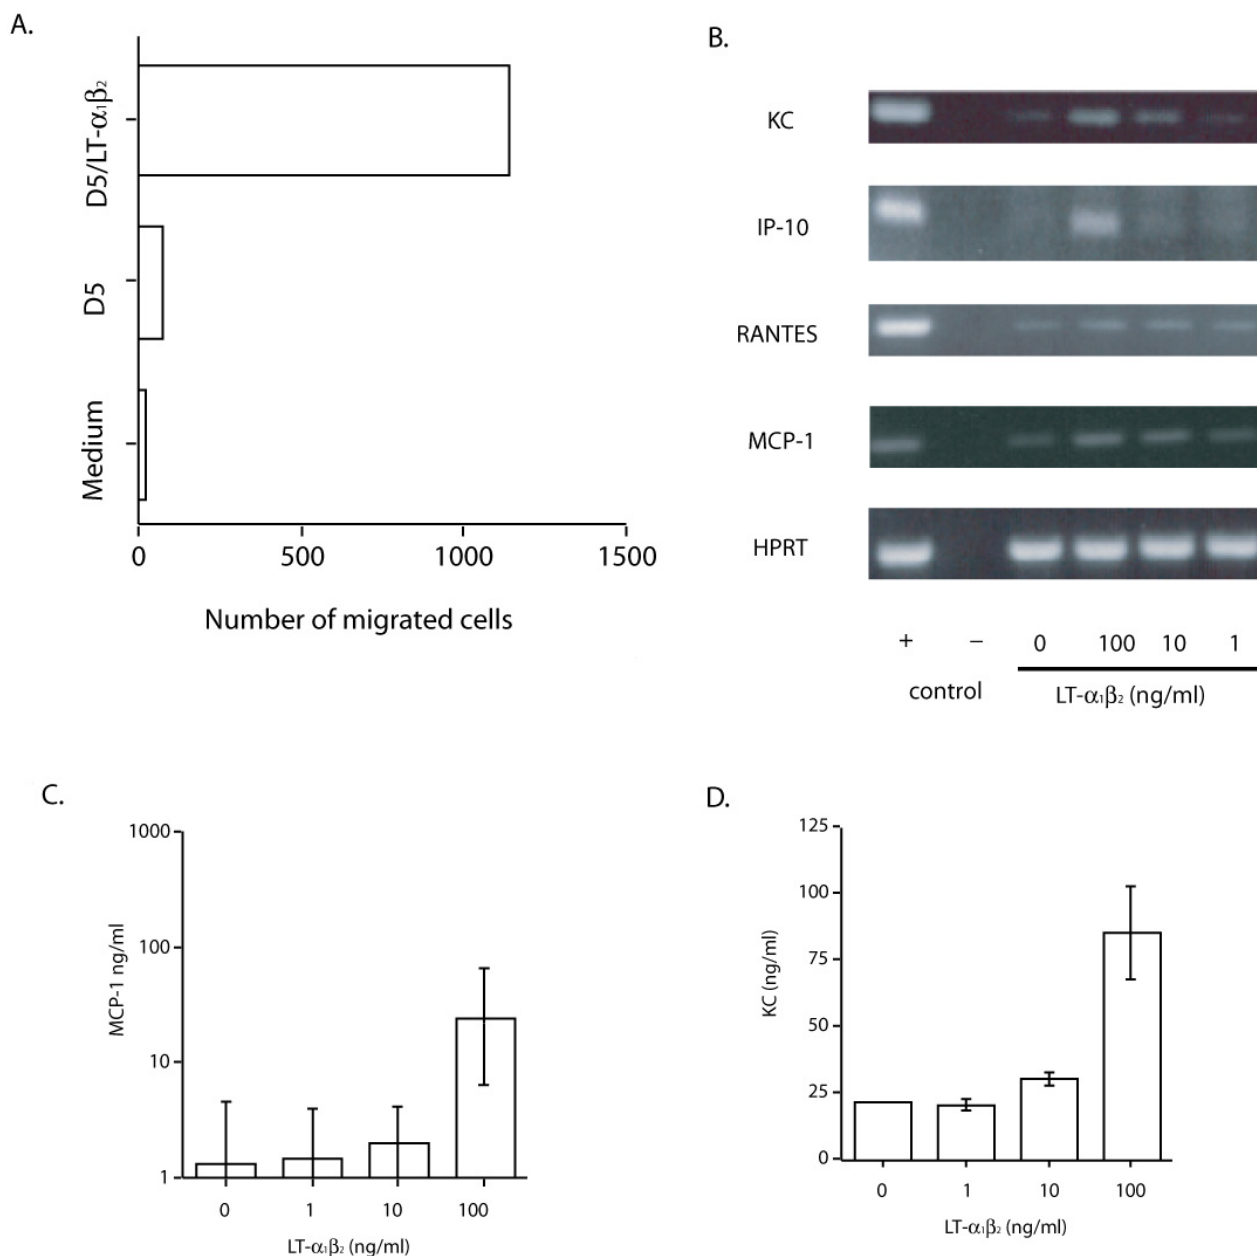 A.
D5/LT-α₁β₂
D5
Medium
0 500 1000 1500
Number of migrated cells
B.
KC
IP-10
RANTES
MCP-1
HPRT
+ − 0 100 10 1
control LT-α₁β₂ (ng/ml)
C.
MCP-1 ng/ml
1000
100
10
1
0 1 10 100
LT-α₁β₂ (ng/ml)
D.
KC (ng/ml)
125
100
75
50
25
0
0 1 10 100
LT-α₁β₂ (ng/ml)